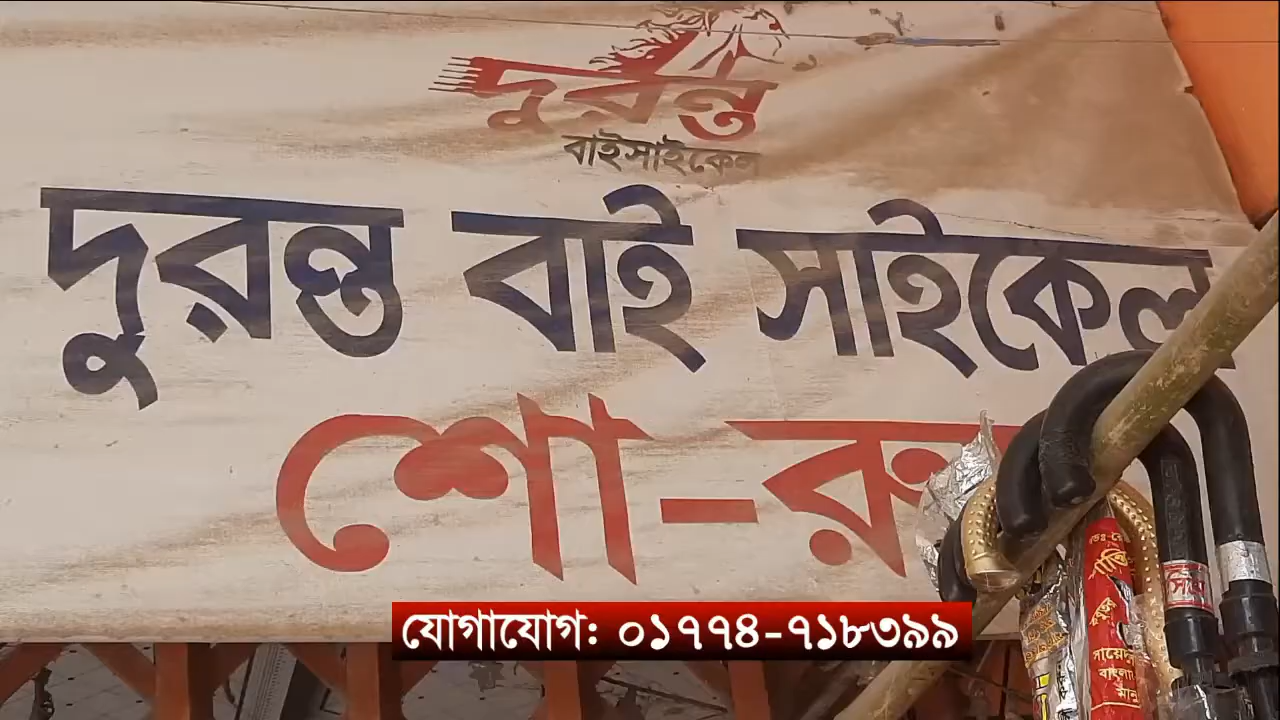 দুরন্ত
বাইসাইকেল
দুরন্ত বাই সাইকেল
শো-রুম
যোগাযোগঃ ০১৭৭৪-৭১৮৩৯৯